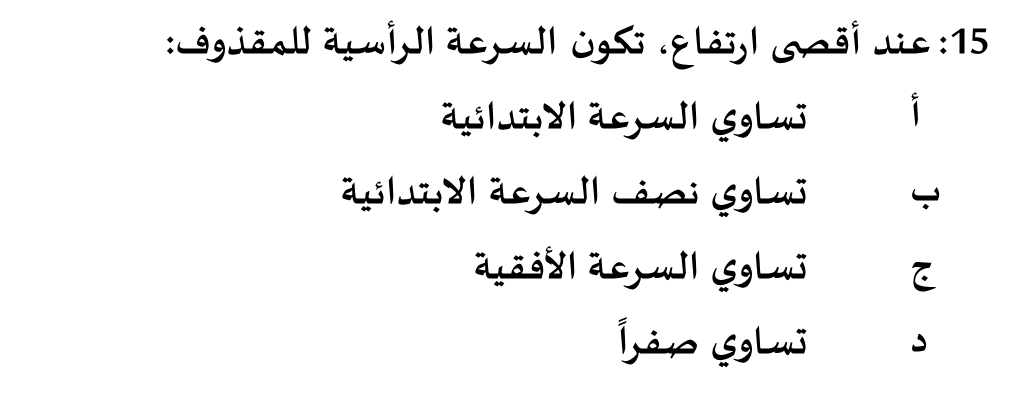 15: عند أقصى ارتفاع، تكون السرعة الرأسية للمقذوف:
أ تساوي السرعة الابتدائية
ب تساوي نصف السرعة الابتدائية
ج تساوي السرعة الأفقية
د تساوي صفراً